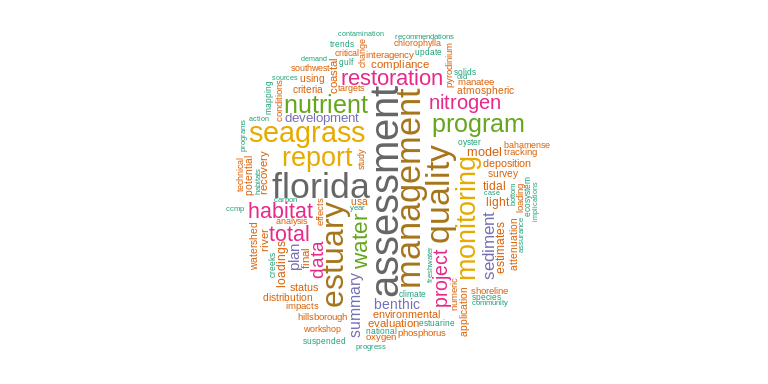 contamination
recommendations
trends
chlorophylla
critical
change
interagency
update
demand
gulf
coastal
compliance
pyrodinium
southwest
solids
sources
using
restoration
old
manatee
mapping
conditions
criteria
targets
atmospheric
nutrient
nitrogen
action
development
assessment
management
program
programs
seagrass
oyster
bahamense
report
study
quality
monitoring
model
tracking
technical
potential
recovery
deposition
habitats
florida
survey
tidal
bottom
loading
ecosystem
implications
carbon
usa
case
light
ccmp
habitat
effects
estuary
year
water
analysis
total
watershed
river
data
sediment
estimates
attenuation
assurance
creeks
loadings
plan
final
freshwater
project
numeric
status
summary
climate
shoreline
distribution
benthic
species
impacts
community
application
hillsborough
environmental
workshop
evaluation
estuarine
national
phosphorus
suspended
oxygen
progress